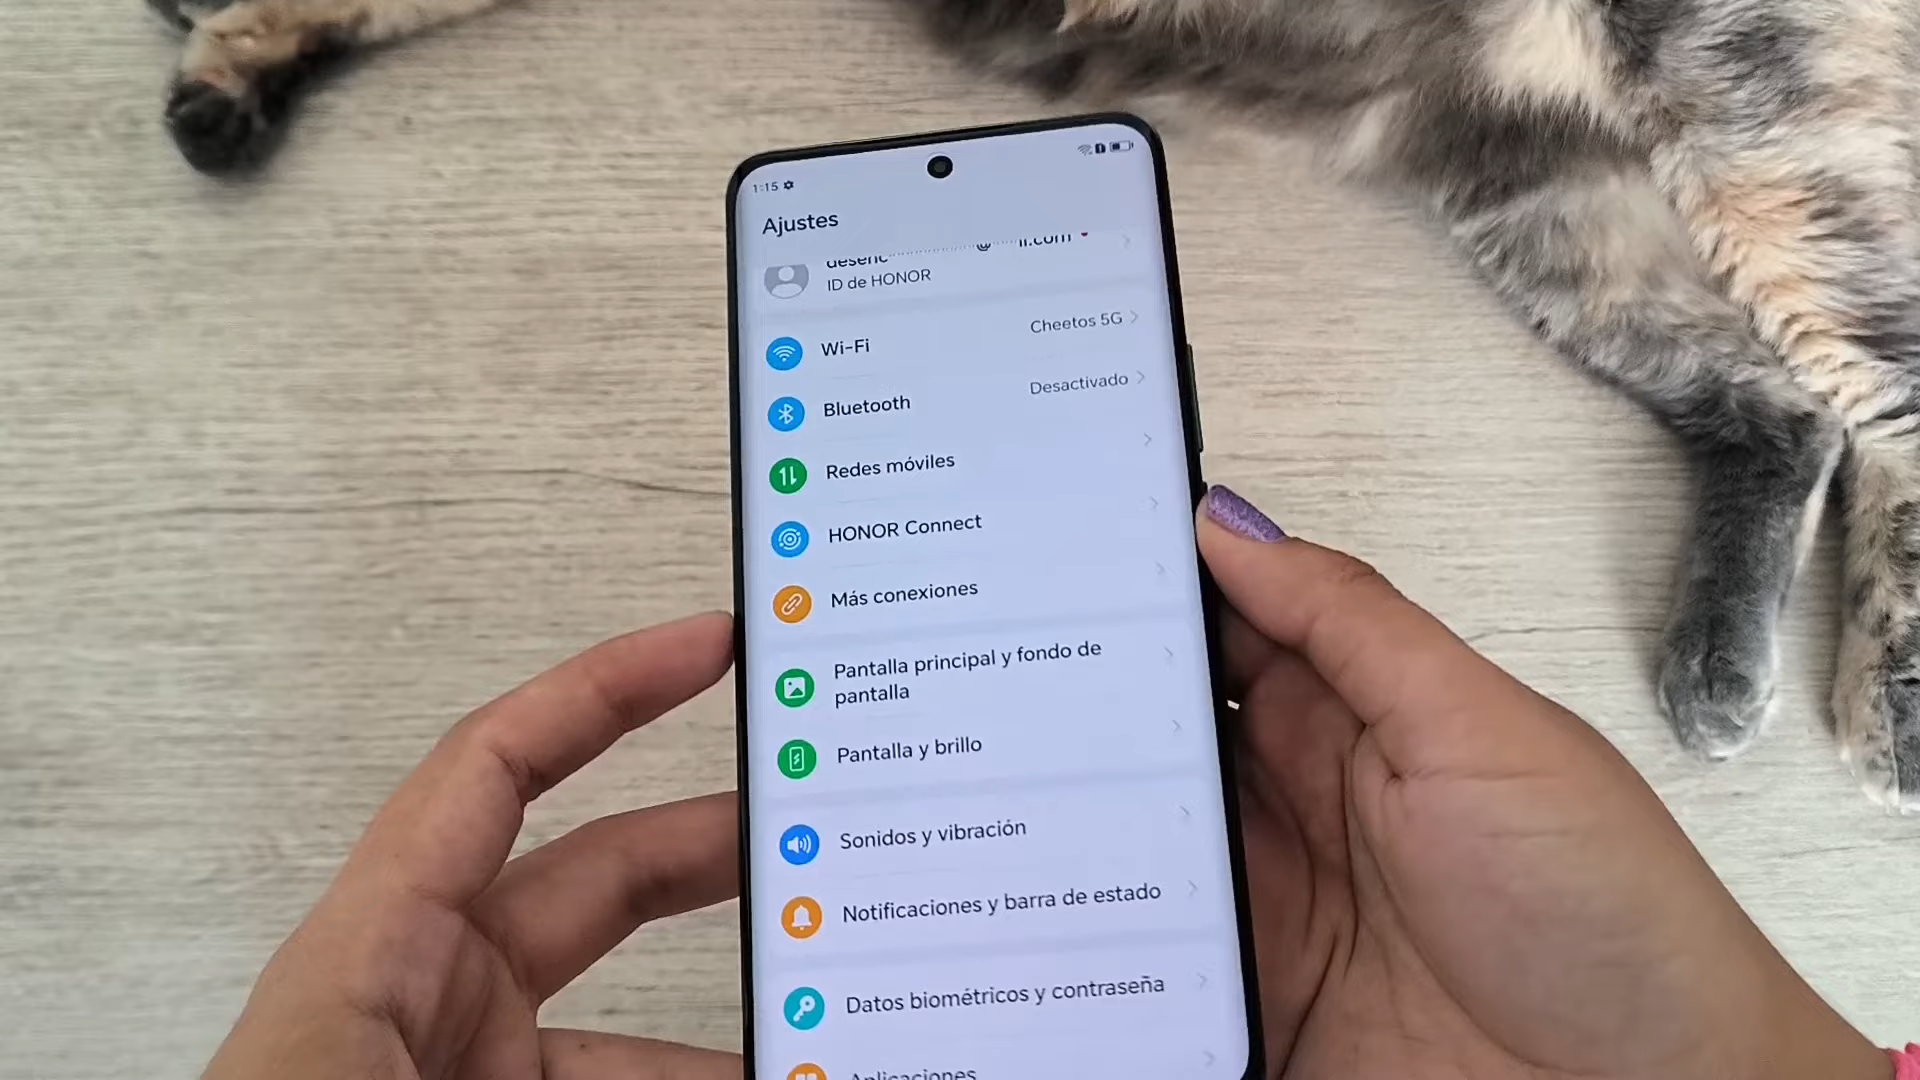 1:15
Ajustes
ID de HONOR
Wi-Fi
Cheetos 5G
Bluetooth
Desactivado
Redes móviles
HONOR Connect
Más conexiones
Pantalla principal y fondo de
pantalla
Pantalla y brillo
Sonidos y vibración
Notificaciones y barra de estado
Datos biométricos y contraseña
Aplicaciones